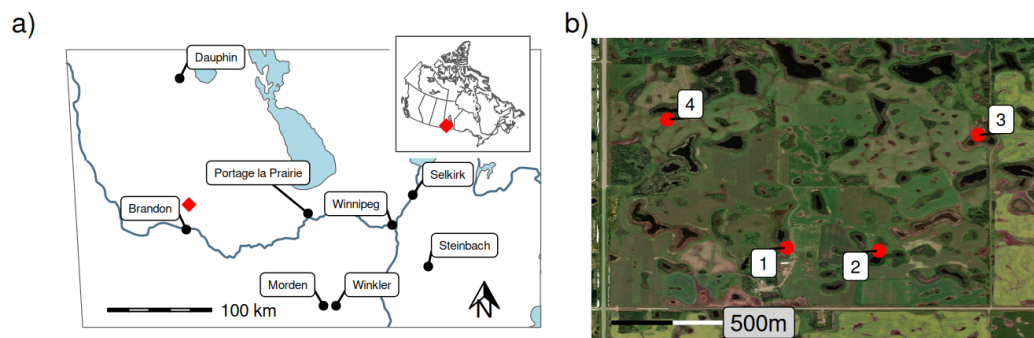 a)
Dauphin
Portage la Prairie
Selkirk
Brandon
Winnipeg
Steinbach
Morden
Winkler
100 km
N
b)
4
3
1
2
500m